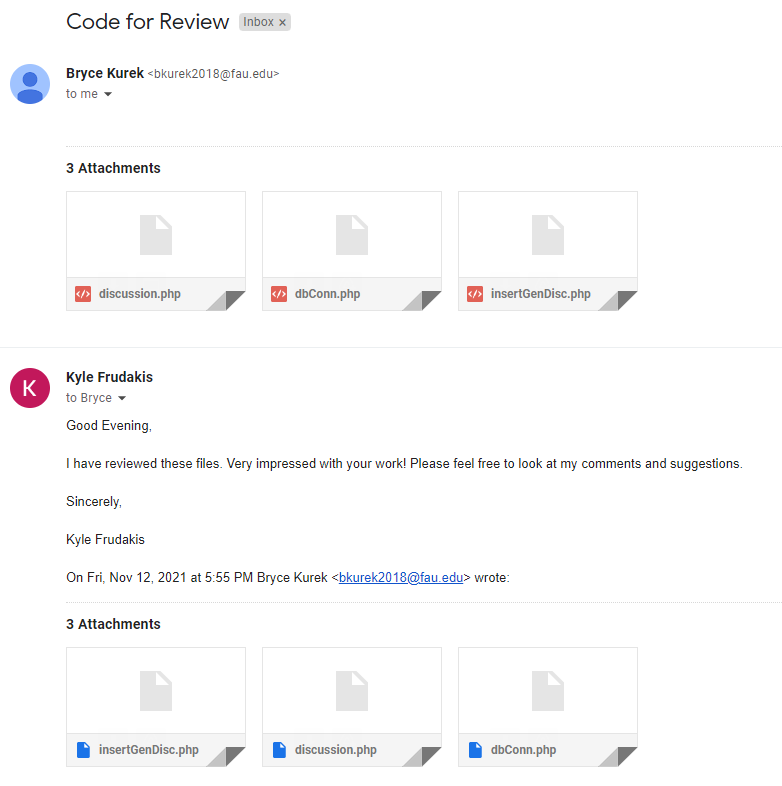 Code for Review Inbox ×
Bryce Kurek <bkurek2018@fau.edu>
to me
3 Attachments
discussion.php
dbConn.php
insertGenDisc.php
K
Kyle Frudakis
to Bryce
Good Evening,
I have reviewed these files. Very impressed with your work! Please feel free to look at my comments and suggestions.
Sincerely,
Kyle Frudakis
On Fri, Nov 12, 2021 at 5:55 PM Bryce Kurek <bkurek2018@fau.edu> wrote:
3 Attachments
insertGenDisc.php
discussion.php
dbConn.php